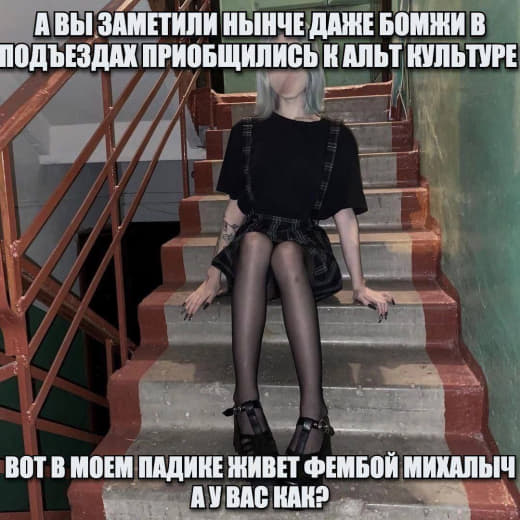 А ВЫ ЗАМЕТИЛИ НЫНЧЕ ДАЖЕ БОМЖИ В
ПОДЪЕЗДАХ ПРИОБЩИЛИСЬ К АЛЬТ КУЛЬТУРЕ
ВОТ В МОЕМ ПАДИКЕ ЖИВЕТ ФЕМБОЙ МИХАЛЫЧ
А У ВАС КАК?